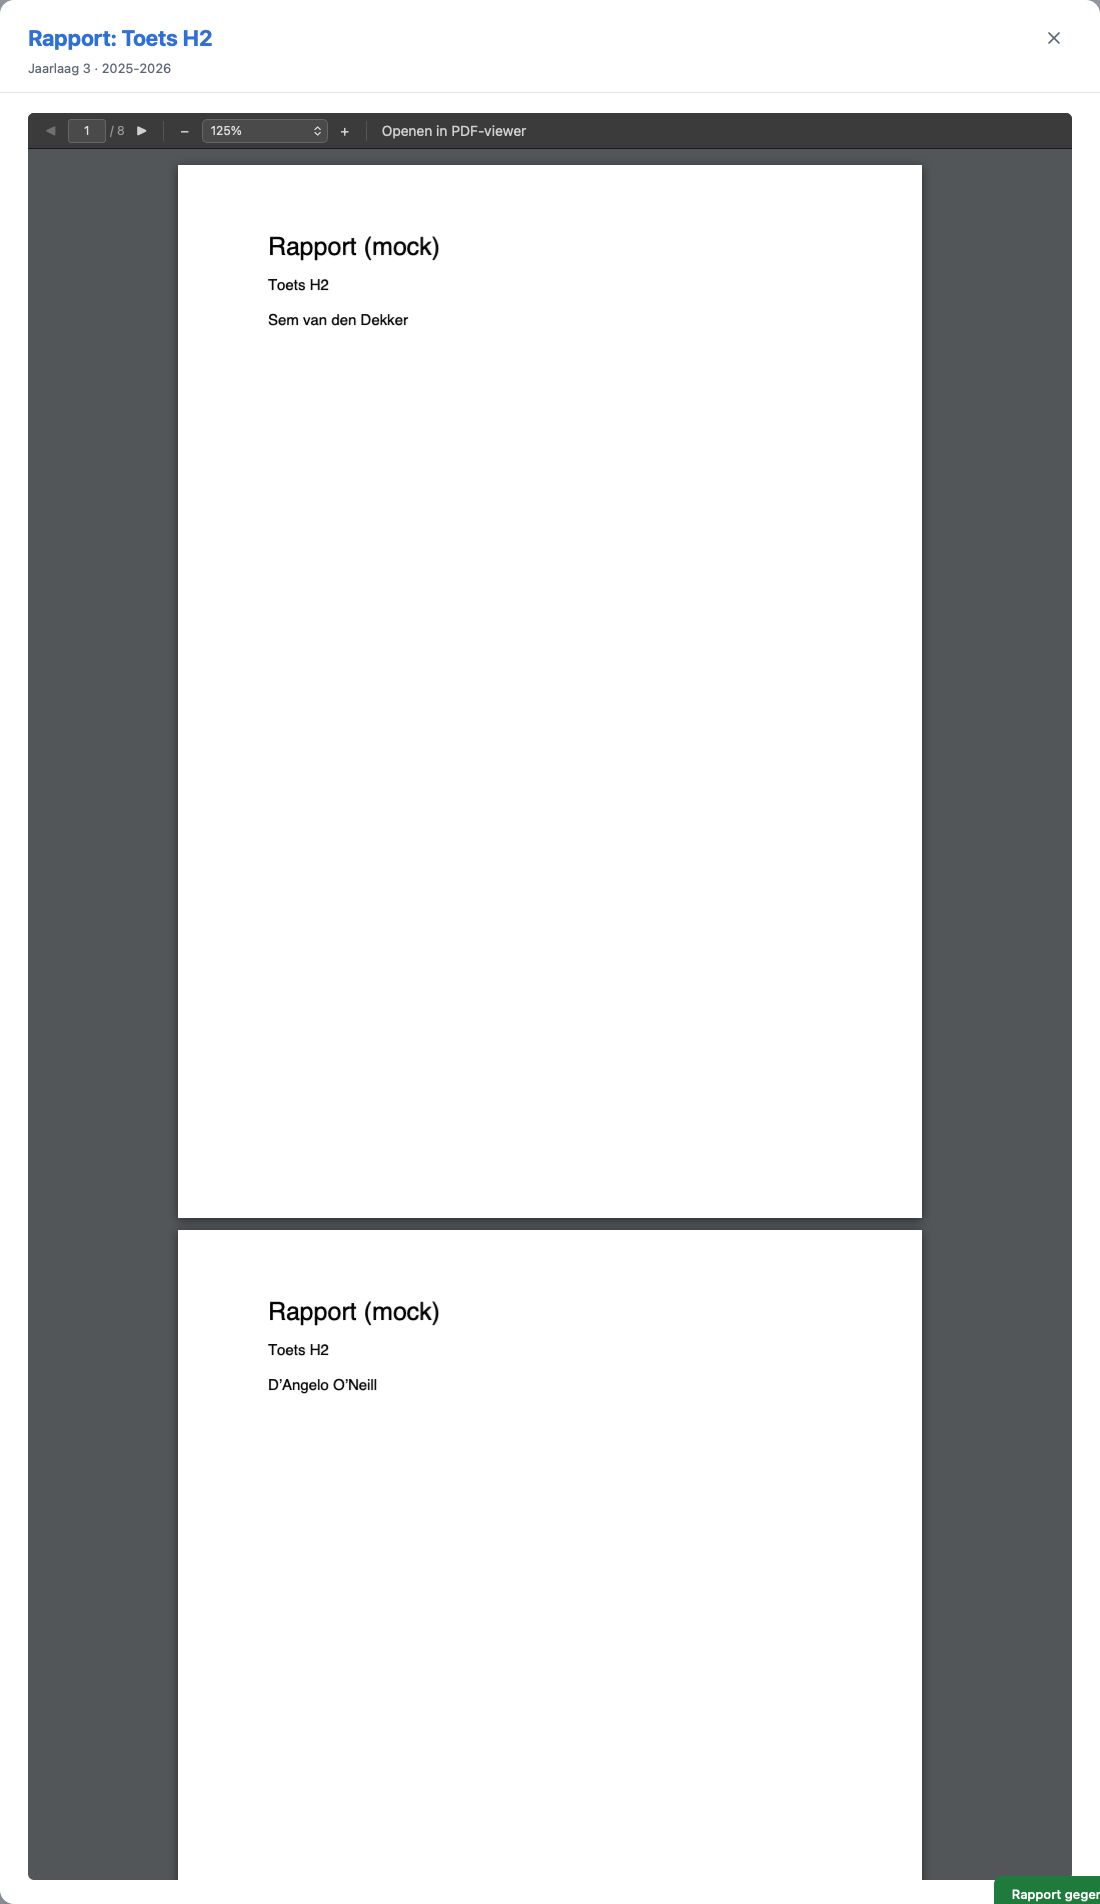 Rapport: Toets H2
Jaarlaag 3 · 2025-2026
1 / 8 125% Openen in PDF-viewer
Rapport (mock)
Toets H2
Sem van den Dekker
Rapport (mock)
Toets H2
D’Angelo O’Neill
Rapport